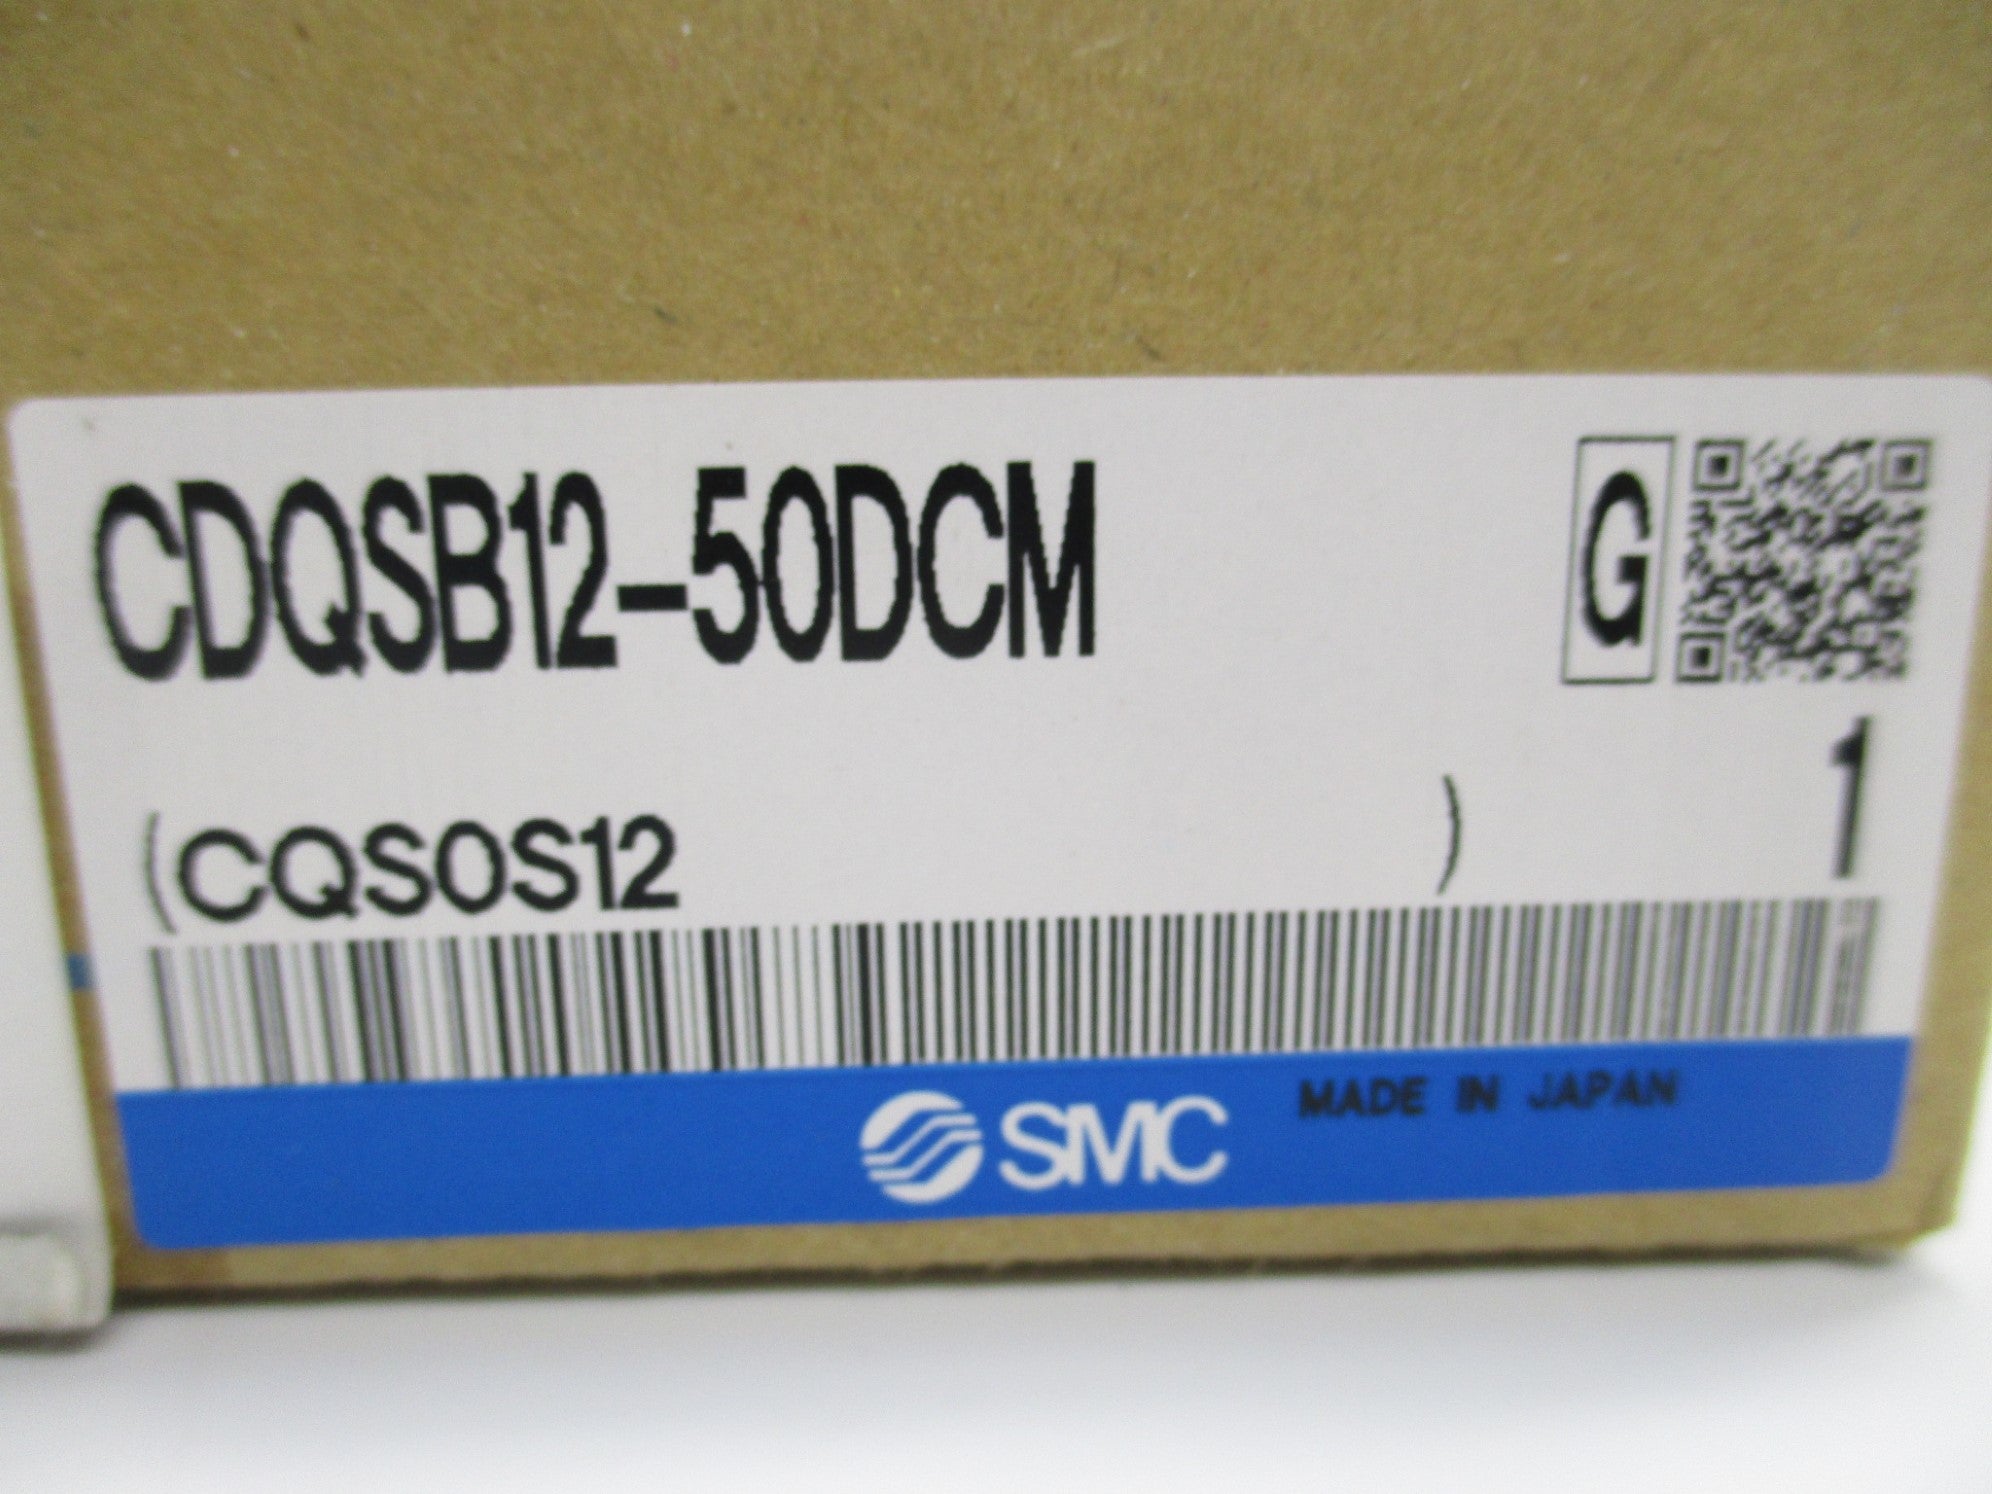 CDQSB12-50DCM
G
1
(CQSOS12 )
SMC
MADE IN JAPAN